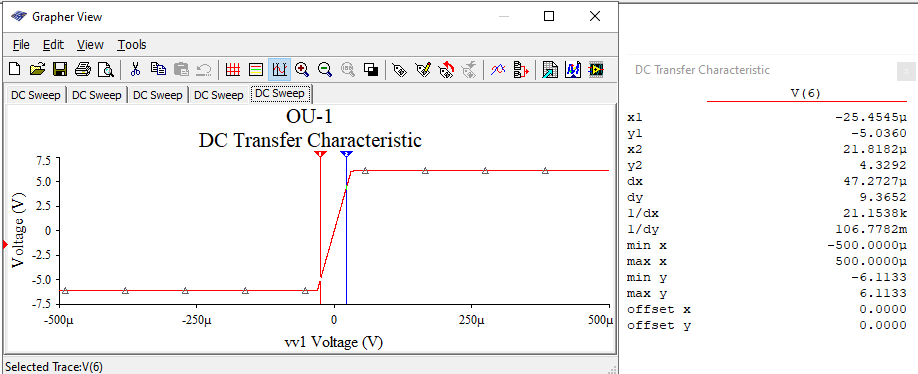 Grapher View
File Edit View Tools
DC Sweep DC Sweep DC Sweep DC Sweep DC Sweep
OU-1
DC Transfer Characteristic
Voltage (V)
7.5
5.0
2.5
0
-2.5
-5.0
-7.5
-500µ -250µ 0 250µ 500µ
vv1 Voltage (V)
Selected Trace:V(6)
DC Transfer Characteristic
x
V(6)
x1 -25.4545µ
y1 -5.0360
x2 21.8182µ
y2 4.3292
dx 47.2727µ
dy 9.3652
1/dx 21.1538k
1/dy 106.7782m
min x -500.0000µ
max x 500.0000µ
min y -6.1133
max y 6.1133
offset x 0.0000
offset y 0.0000